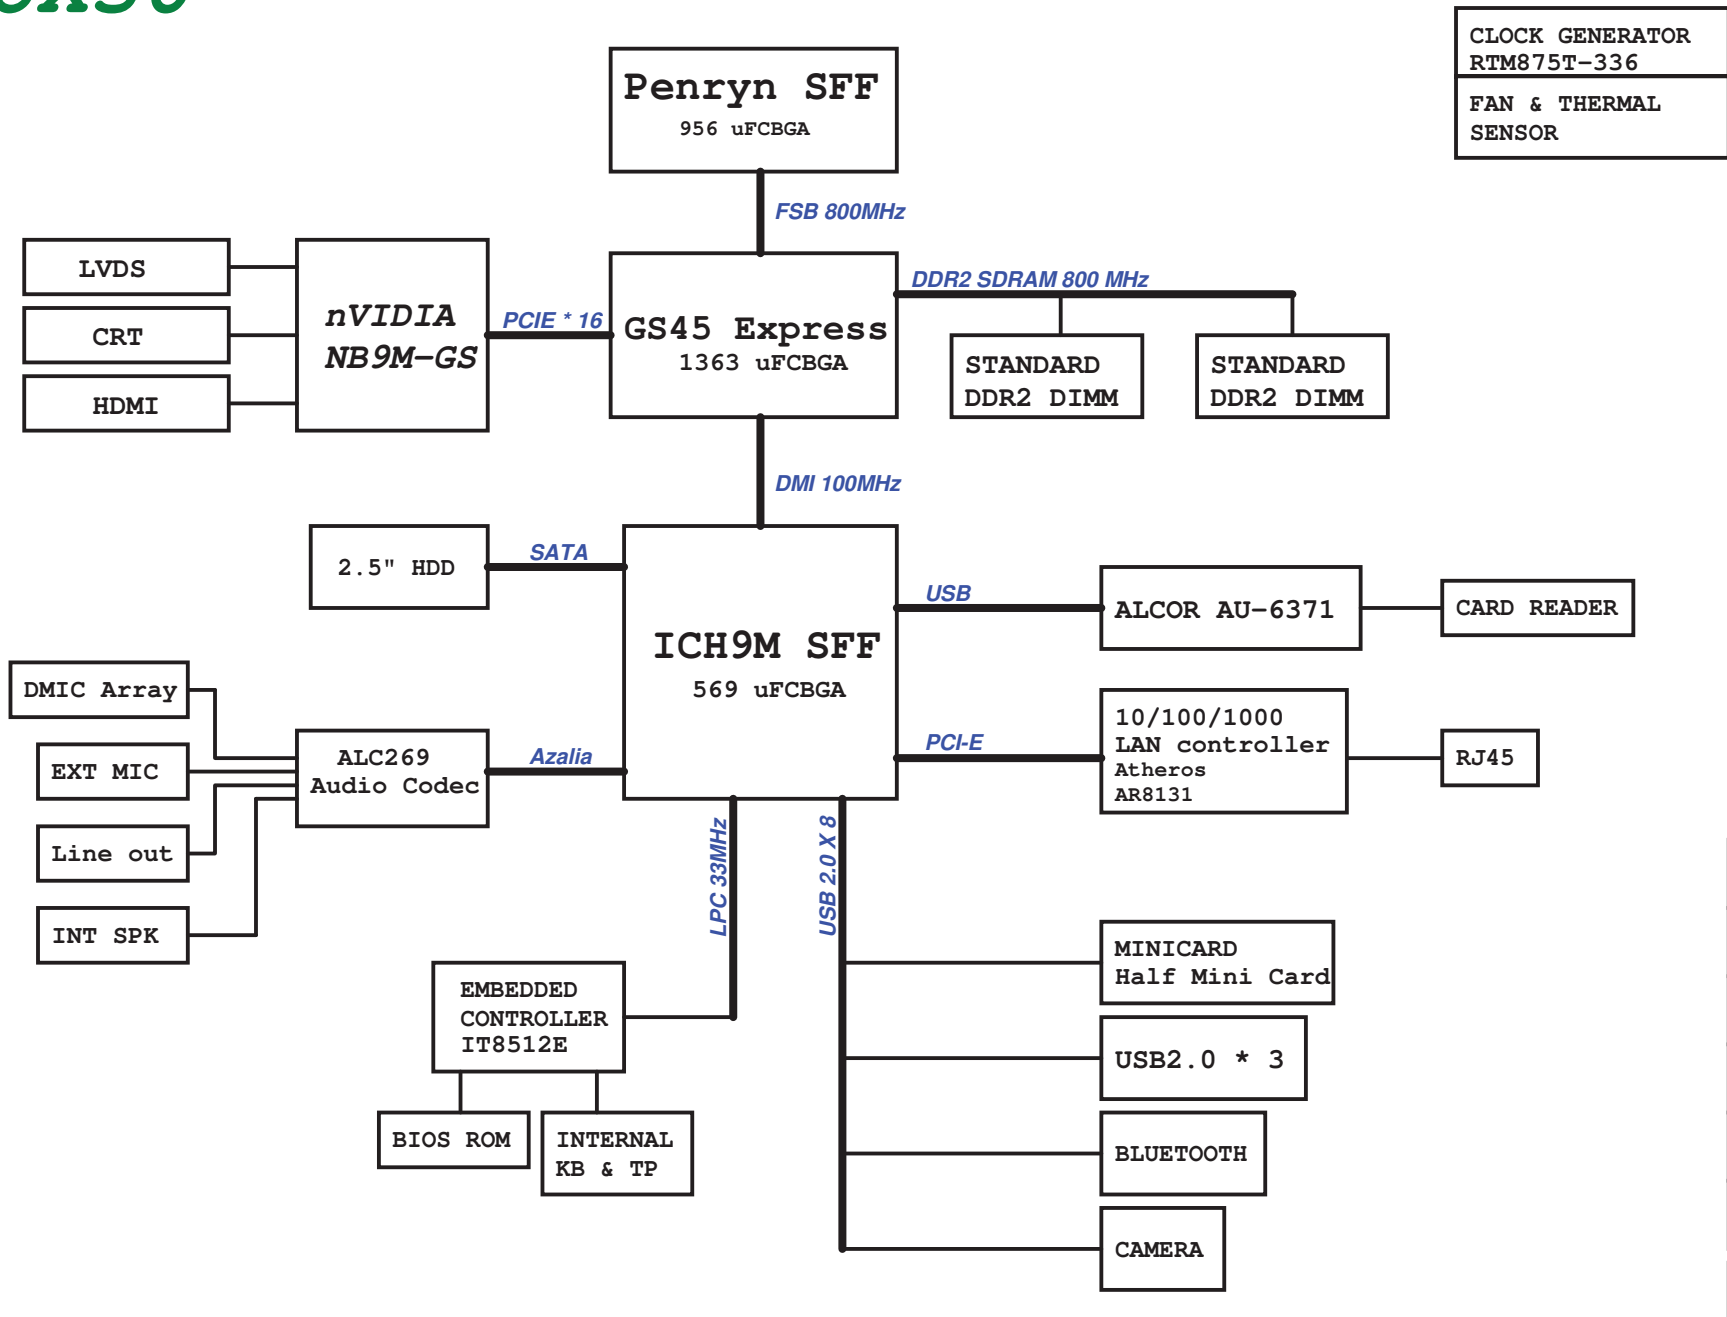 CLOCK GENERATOR
RTM875T-336
FAN & THERMAL
SENSOR
Penryn SFF
956 uFCBGA
FSB 800MHz
LVDS
CRT
HDMI
nVIDIA
NB9M-GS
PCIE * 16
GS45 Express
1363 uFCBGA
DDR2 SDRAM 800 MHz
STANDARD
DDR2 DIMM
STANDARD
DDR2 DIMM
DMI 100MHz
2.5" HDD
SATA
ICH9M SFF
569 uFCBGA
USB
ALCOR AU-6371
CARD READER
DMIC Array
EXT MIC
Line out
INT SPK
ALC269
Audio Codec
Azalia
PCI-E
10/100/1000
LAN controller
Atheros
AR8131
RJ45
LPC 33MHz
USB 2.0 X 8
EMBEDDED
CONTROLLER
IT8512E
BIOS ROM
INTERNAL
KB & TP
MINICARD
Half Mini Card
USB2.0 * 3
BLUETOOTH
CAMERA